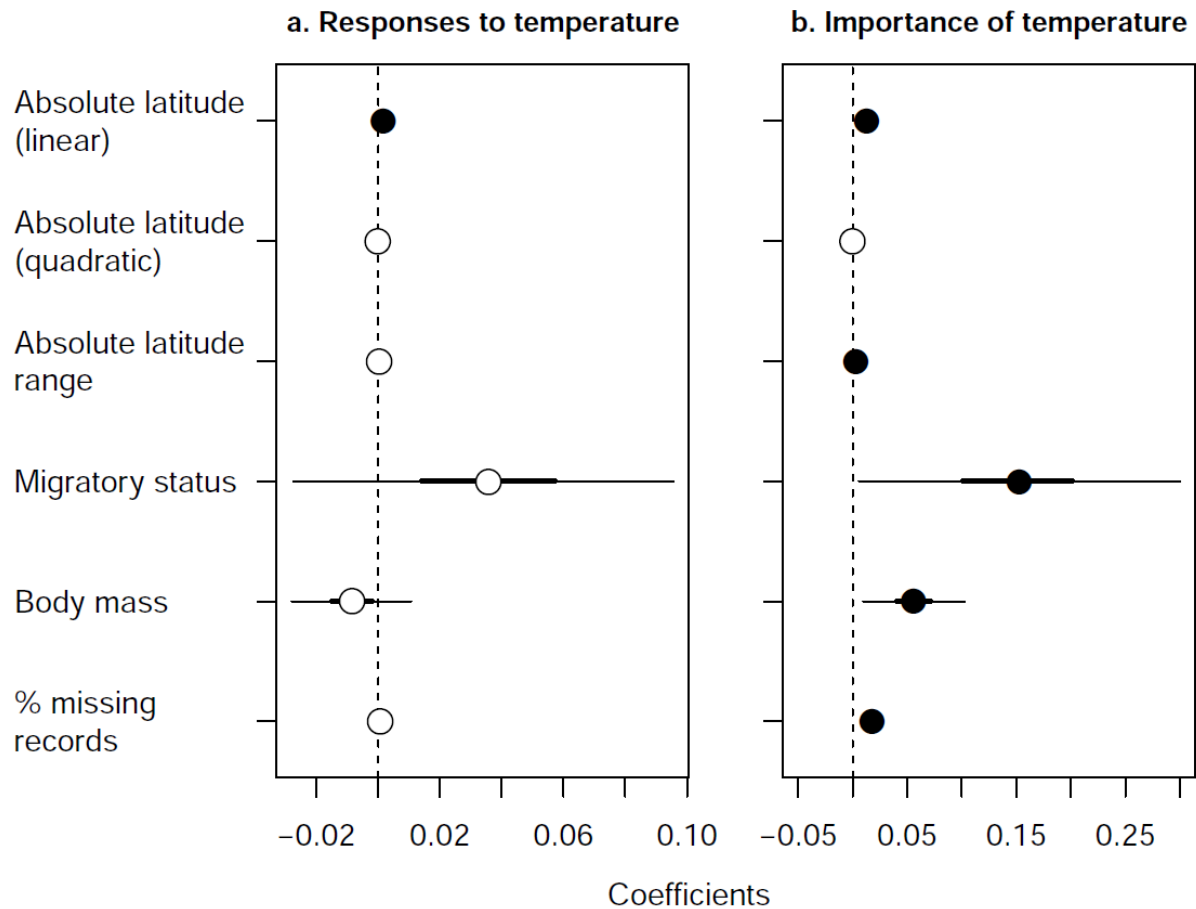 a. Responses to temperature
b. Importance of temperature
Absolute latitude
(linear)
Absolute latitude
(quadratic)
Absolute latitude
range
Migratory status
Body mass
% missing
records
−0.02 0.02 0.06 0.10
−0.05 0.05 0.15 0.25
Coefficients